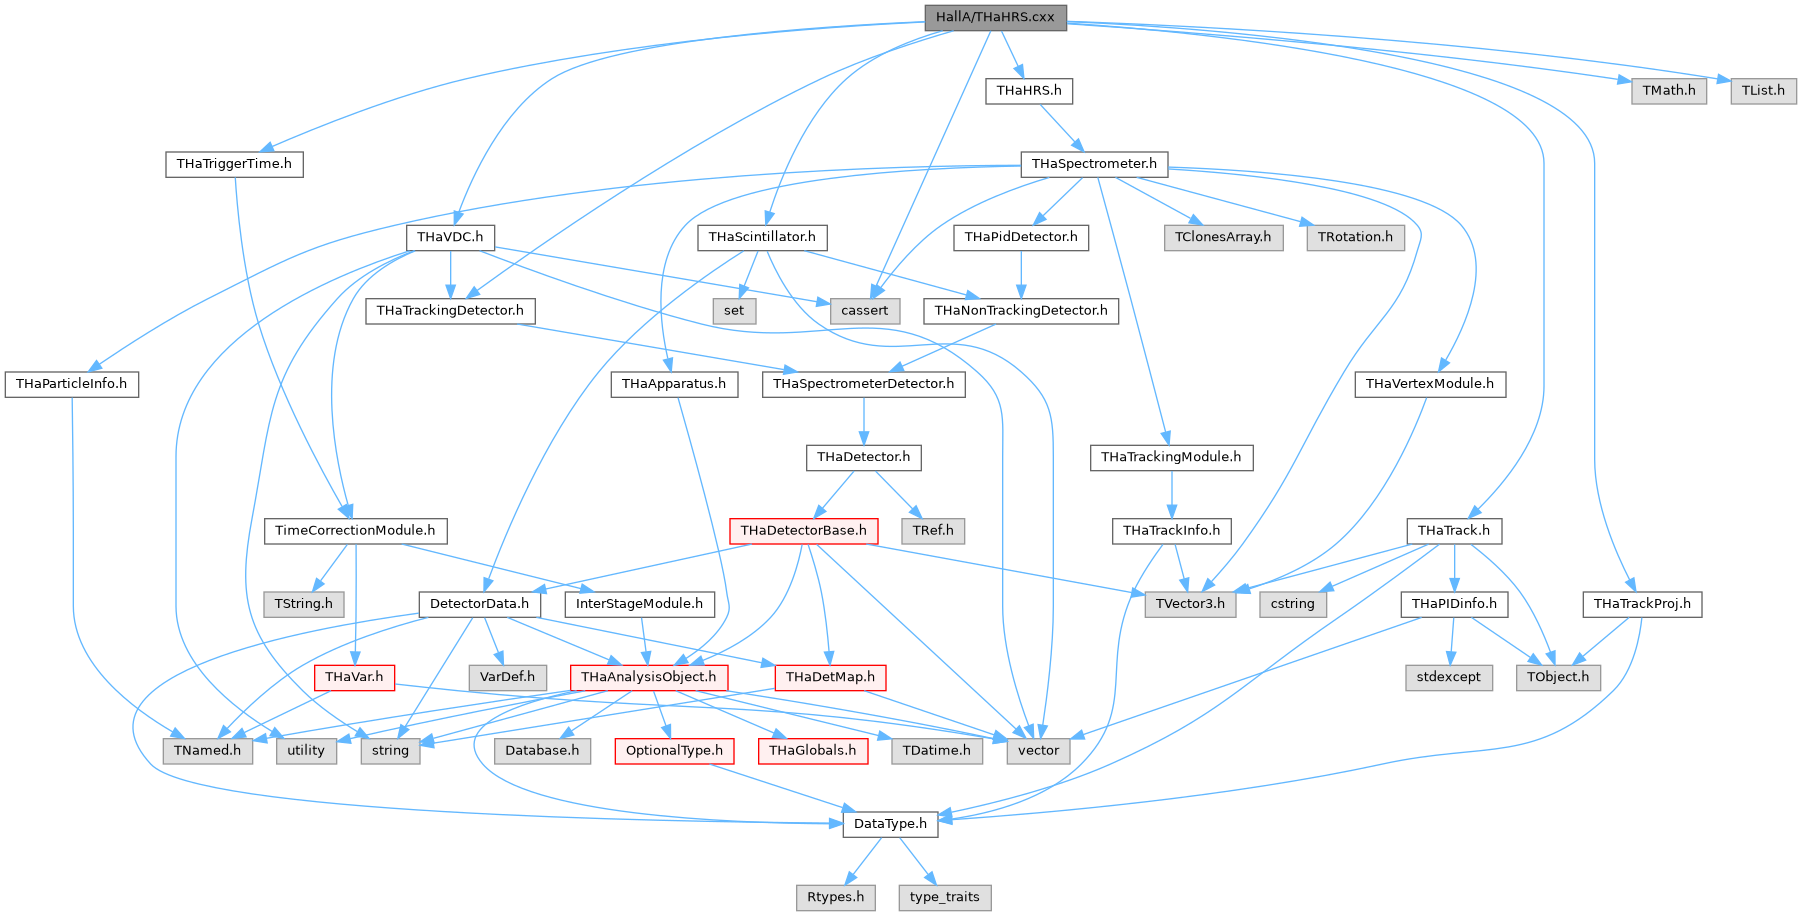 HallA/THaHRS.cxx
THaHRS.h
TMath.h
TList.h
THaTriggerTime.h
THaSpectrometer.h
THaVDC.h
THaScintillator.h
THaPidDetector.h
TClonesArray.h
TRotation.h
THaTrackingDetector.h
set
cassert
THaNonTrackingDetector.h
THaParticleInfo.h
THaApparatus.h
THaSpectrometerDetector.h
THaVertexModule.h
THaDetector.h
THaTrackingModule.h
TimeCorrectionModule.h
THaDetectorBase.h
TRef.h
THaTrackInfo.h
THaTrack.h
TString.h
DetectorData.h
InterStageModule.h
TVector3.h
cstring
THaPIDinfo.h
THaTrackProj.h
THaVar.h
VarDef.h
THaAnalysisObject.h
THaDetMap.h
stdexcept
TObject.h
TNamed.h
utility
string
Database.h
OptionalType.h
THaGlobals.h
TDatime.h
vector
DataType.h
Rtypes.h
type_traits